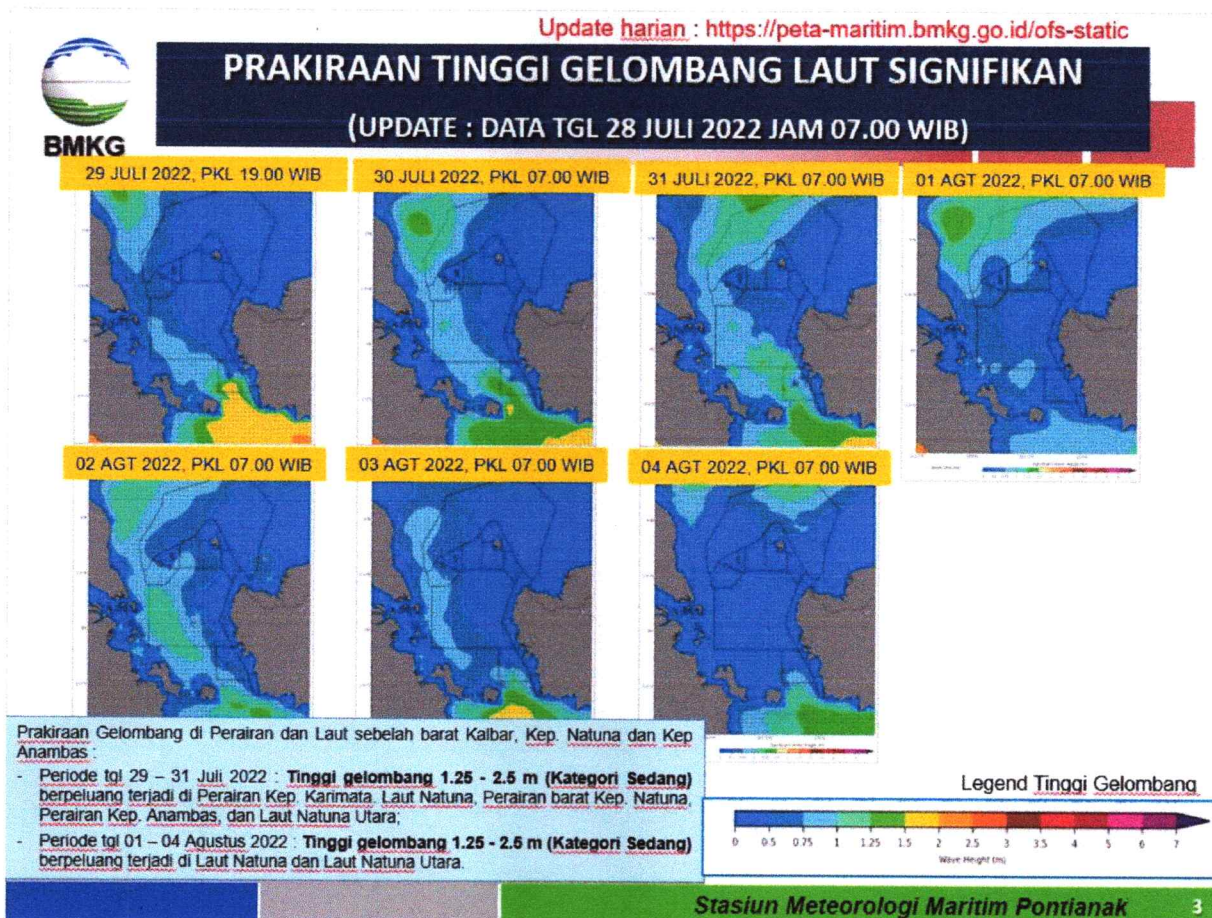 Update harian : https://peta-maritim.bmkg.go.id/ofs-static
PRAKIRAAN TINGGI GELOMBANG LAUT SIGNIFIKAN
(UPDATE : DATA TGL 28 JULI 2022 JAM 07.00 WIB)
BMKG
29 JULI 2022, PKL 19.00 WIB
30 JULI 2022, PKL 07.00 WIB
31 JULI 2022, PKL 07.00 WIB
01 AGT 2022, PKL 07.00 WIB
02 AGT 2022, PKL 07.00 WIB
03 AGT 2022, PKL 07.00 WIB
04 AGT 2022, PKL 07.00 WIB
Prakiraan Gelombang di Perairan dan Laut sebelah barat Kalbar, Kep. Natuna dan Kep
Anambas :
- Periode tgl 29 – 31 Juli 2022 : Tinggi gelombang 1.25 - 2.5 m (Kategori Sedang)
berpeluang terjadi di Perairan Kep. Karimata, Laut Natuna, Perairan barat Kep. Natuna,
Perairan Kep. Anambas, dan Laut Natuna Utara;
- Periode tgl 01 – 04 Agustus 2022 : Tinggi gelombang 1.25 - 2.5 m (Kategori Sedang)
berpeluang terjadi di Laut Natuna dan Laut Natuna Utara.
Legend Tinggi Gelombang
0 0.5 0.75 1 1.25 1.5 2 2.5 3 3.5 4 5 6 7
Wave Height (m)
Stasiun Meteorologi Maritim Pontianak 3